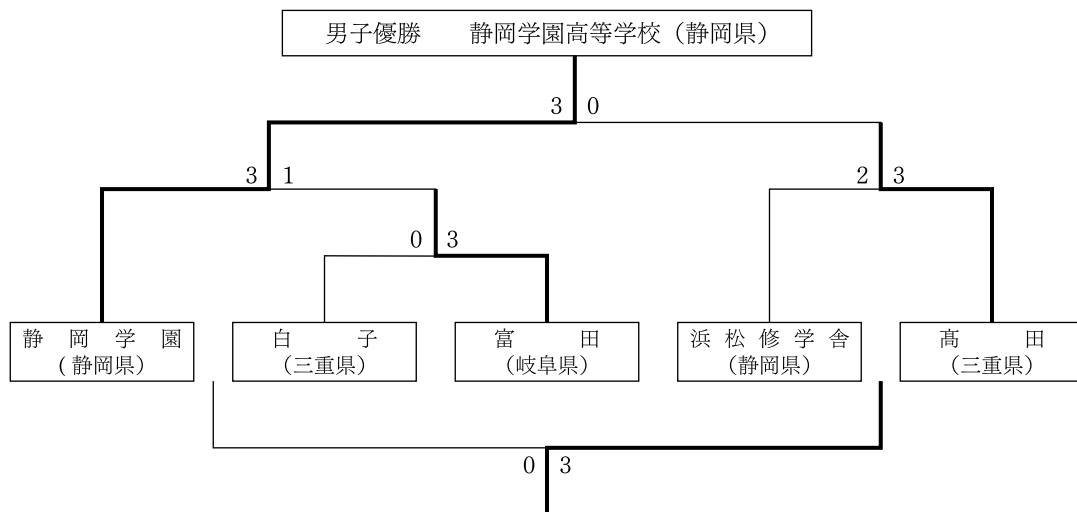 男子優勝　　静岡学園高等学校（静岡県）
3 0
3 1
2 3
0 3
静岡学園
（静岡県）
白子
（三重県）
富田
（岐阜県）
浜松修学舎
（静岡県）
髙田
（三重県）
0 3